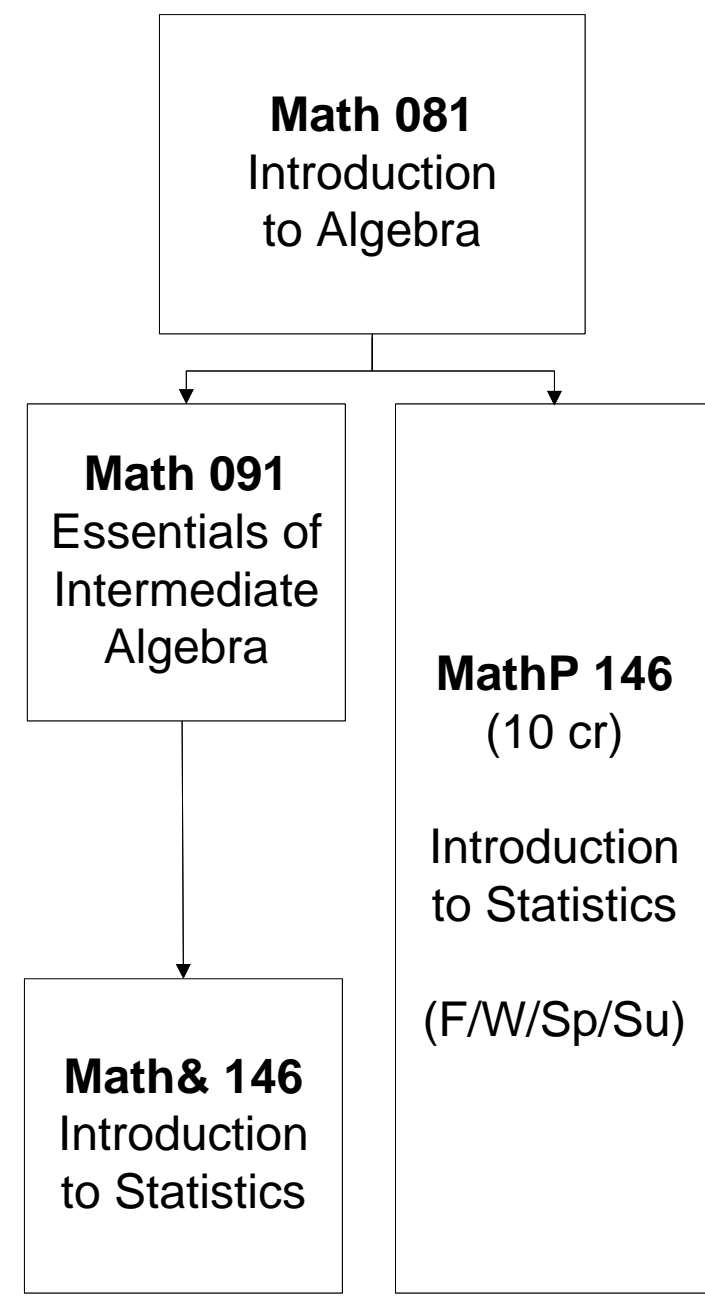 Math 081
Introduction
to Algebra
Math 091
Essentials of
Intermediate
Algebra
MathP 146
(10 cr)
Introduction
to Statistics
(F/W/Sp/Su)
Math& 146
Introduction
to Statistics